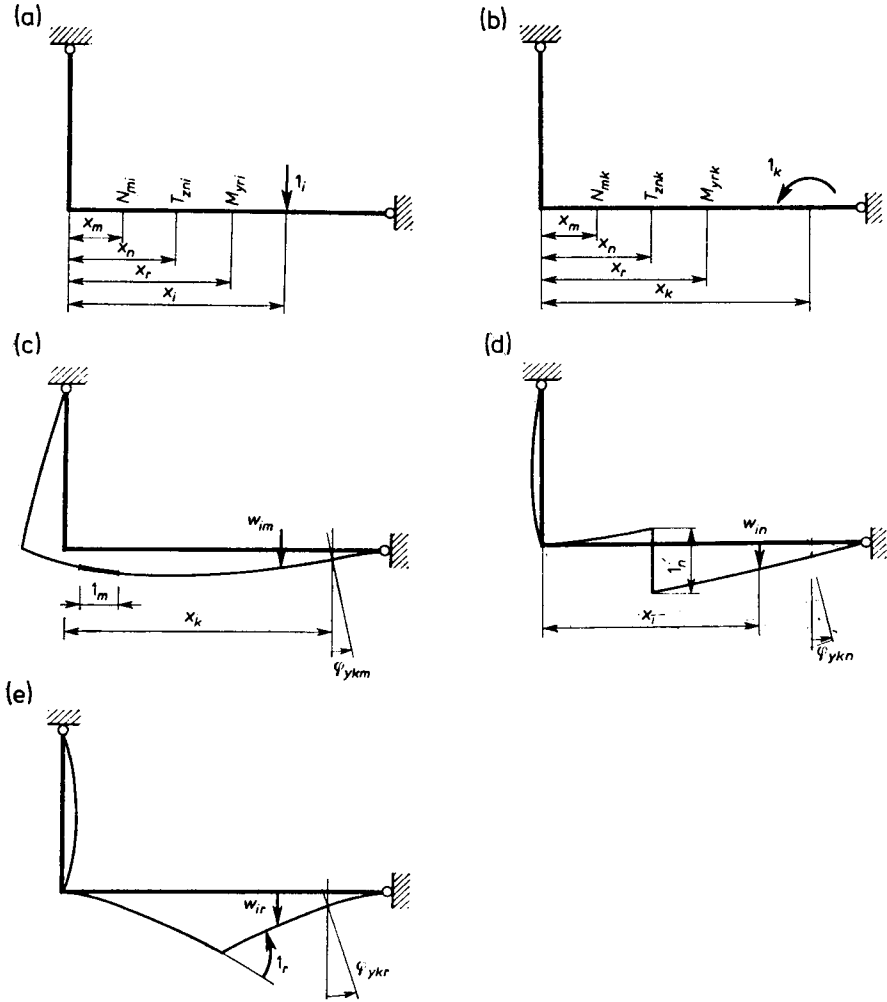 (a)
N_mi T_zni M_yri 1_i
x_m
x_n
x_r
x_i
(b)
N_mk T_znk M_yrk 1_k
x_m
x_n
x_r
x_k
(c)
w_im
1_m
x_k
φ_ykm
(d)
w_in
1_n
x_i
φ_ykn
(e)
w_ir
1_r
φ_ykr